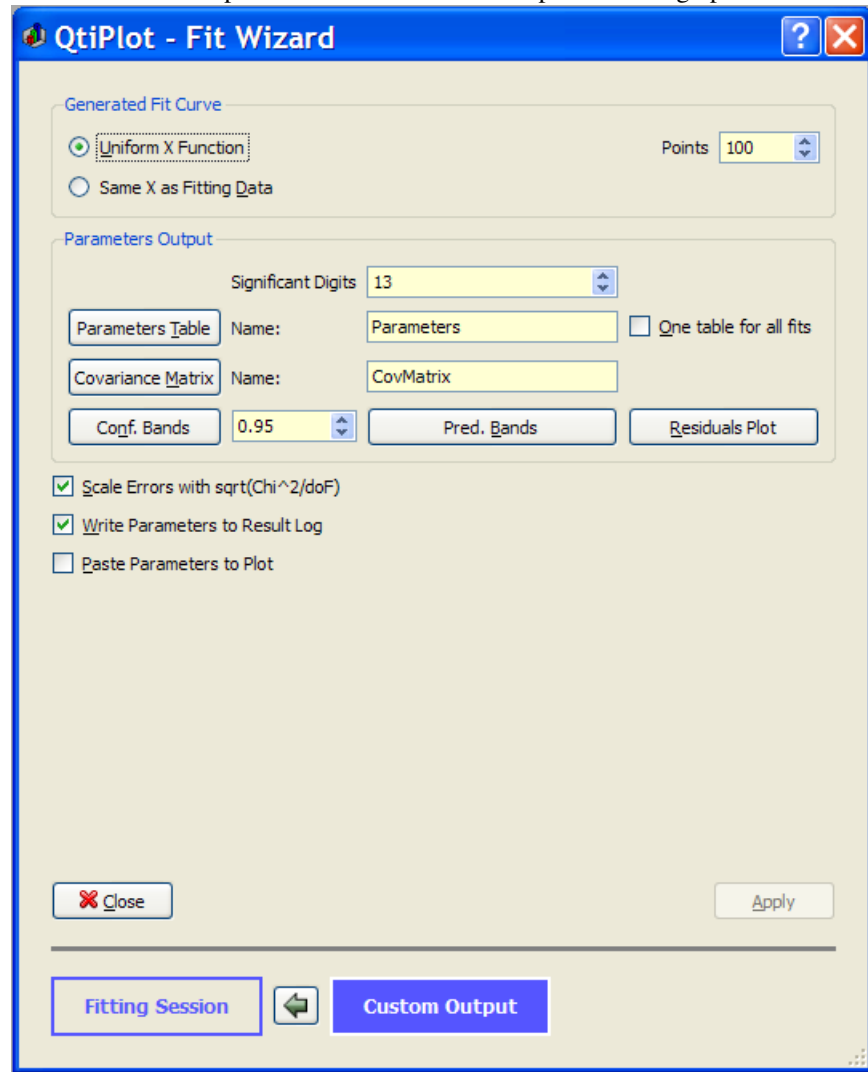 QtiPlot - Fit Wizard
Generated Fit Curve
Uniform X Function Points 100
Same X as Fitting Data
Parameters Output
Significant Digits 13
Parameters Table Name: Parameters One table for all fits
Covariance Matrix Name: CovMatrix
Conf. Bands 0.95 Pred. Bands Residuals Plot
Scale Errors with sqrt(Chi^2/doF)
Write Parameters to Result Log
Paste Parameters to Plot
Close Apply
Fitting Session Custom Output